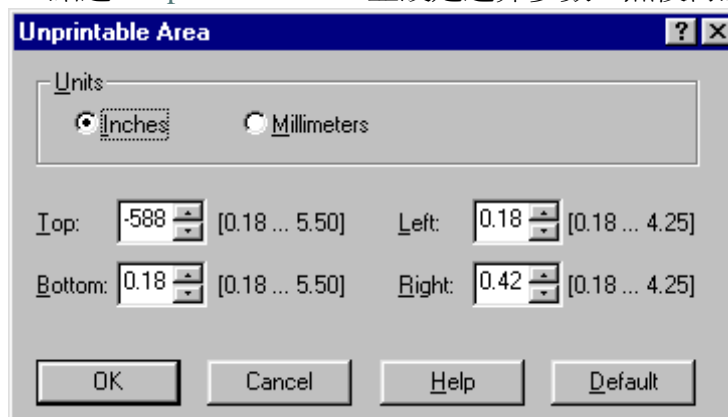 Unprintable Area
Units
Inches Millimeters
Top: -588 [0.18 ... 5.50] Left: 0.18 [0.18 ... 4.25]
Bottom: 0.18 [0.18 ... 5.50] Right: 0.42 [0.18 ... 4.25]
OK Cancel Help Default